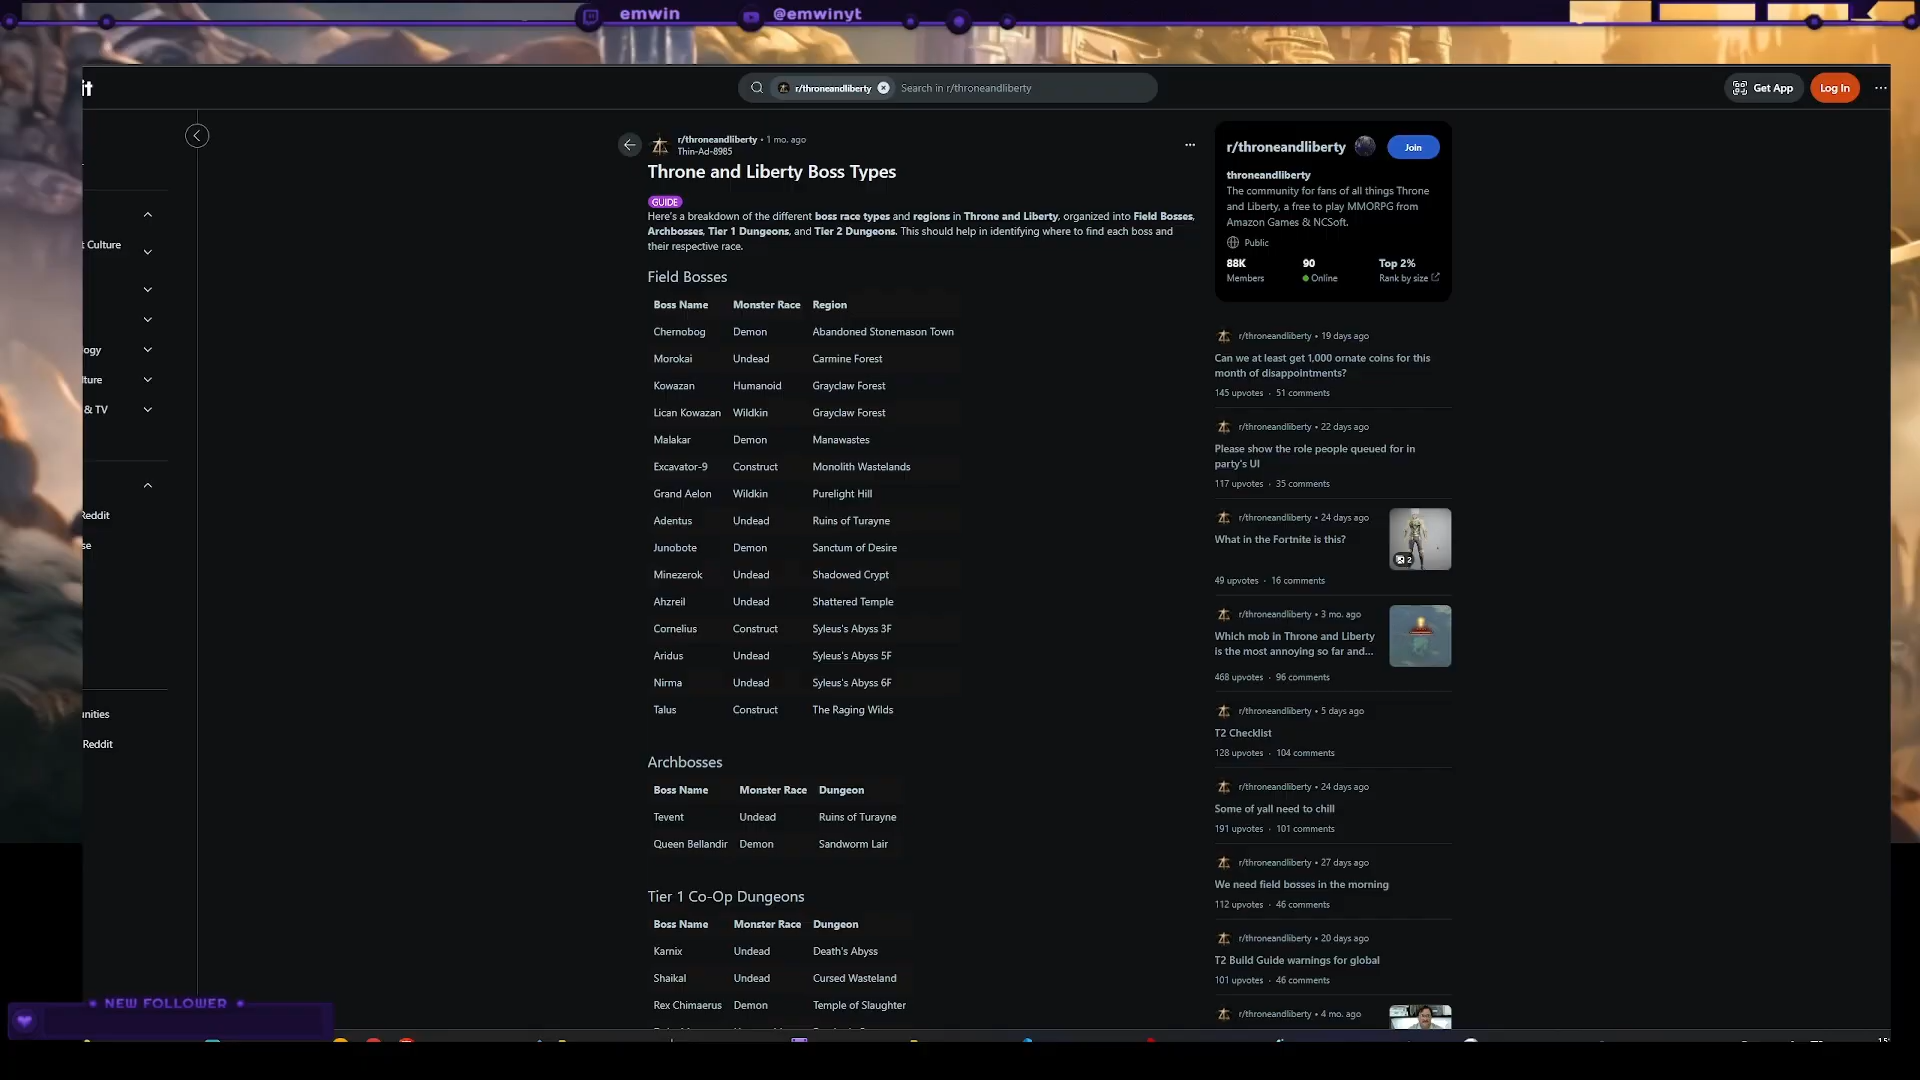 emwin
@emwinyt
it
r/throneandliberty
Search in r/throneandliberty
Get App
Log In
r/throneandliberty • 1 mo. ago
Thin-Ad-8985
Throne and Liberty Boss Types
GUIDE
Here's a breakdown of the different boss race types and regions in Throne and Liberty, organized into Field Bosses,
Archbosses, Tier 1 Dungeons, and Tier 2 Dungeons. This should help in identifying where to find each boss and
their respective race.
Field Bosses
Boss Name Monster Race Region
Chernobog Demon Abandoned Stonemason Town
Morokai Undead Carmine Forest
Kowazan Humanoid Grayclaw Forest
Lican Kowazan Wildkin Grayclaw Forest
Malakar Demon Manawastes
Excavator-9 Construct Monolith Wastelands
Grand Aelon Wildkin Purelight Hill
Adentus Undead Ruins of Turayne
Junobote Demon Sanctum of Desire
Minezerok Undead Shadowed Crypt
Ahzreil Undead Shattered Temple
Cornelius Construct Syleus's Abyss 3F
Aridus Undead Syleus's Abyss 5F
Nirma Undead Syleus's Abyss 6F
Talus Construct The Raging Wilds
Archbosses
Boss Name Monster Race Dungeon
Tevent Undead Ruins of Turayne
Queen Bellandir Demon Sandworm Lair
Tier 1 Co-Op Dungeons
Boss Name Monster Race Dungeon
Karnix Undead Death's Abyss
Shaikal Undead Cursed Wasteland
Rex Chimaerus Demon Temple of Slaughter
t Culture
ogy
lture
& TV
Reddit
se
unities
Reddit
r/throneandliberty
Join
throneandliberty
The community for fans of all things Throne
and Liberty, a free to play MMORPG from
Amazon Games & NCSoft.
Public
88K 90 Top 2%
Members Online Rank by size
r/throneandliberty • 19 days ago
Can we at least get 1,000 ornate coins for this
month of disappointments?
145 upvotes · 51 comments
r/throneandliberty • 22 days ago
Please show the role people queued for in
party's UI
117 upvotes · 35 comments
r/throneandliberty • 24 days ago
What in the Fortnite is this?
2
49 upvotes · 16 comments
r/throneandliberty • 3 mo. ago
Which mob in Throne and Liberty
is the most annoying so far and...
468 upvotes · 96 comments
r/throneandliberty • 5 days ago
T2 Checklist
128 upvotes · 104 comments
r/throneandliberty • 24 days ago
Some of yall need to chill
191 upvotes · 101 comments
r/throneandliberty • 27 days ago
We need field bosses in the morning
112 upvotes · 46 comments
r/throneandliberty • 20 days ago
T2 Build Guide warnings for global
101 upvotes · 46 comments
r/throneandliberty • 4 mo. ago
NEW FOLLOWER